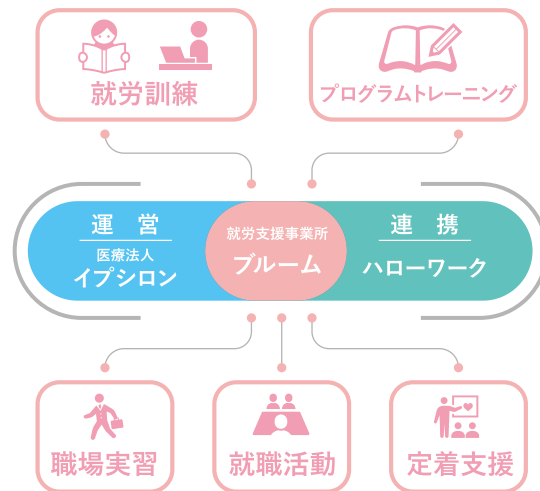 就労訓練
プログラムトレーニング
運 営
医療法人
イプシロン
就労支援事業所
ブルーム
連 携
ハローワーク
職場実習
就職活動
定着支援